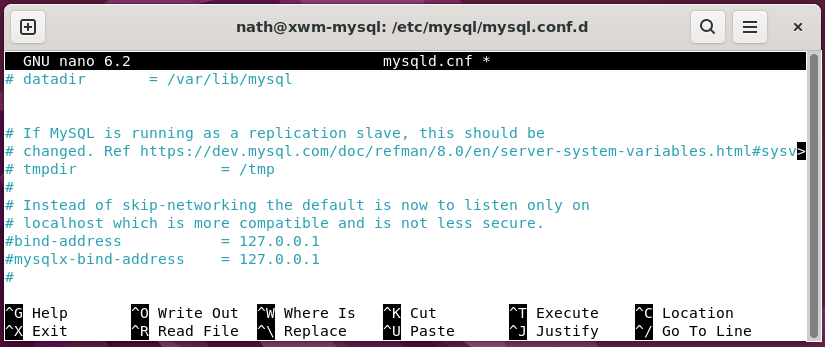 nath@xwm-mysql: /etc/mysql/mysql.conf.d
GNU nano 6.2                            mysqld.cnf *
# datadir       = /var/lib/mysql
# If MySQL is running as a replication slave, this should be
# changed. Ref https://dev.mysql.com/doc/refman/8.0/en/server-system-variables.html#sysv>
# tmpdir                = /tmp
#
# Instead of skip-networking the default is now to listen only on
# localhost which is more compatible and is not less secure.
#bind-address           = 127.0.0.1
#mysqlx-bind-address    = 127.0.0.1
#
^G Help      ^O Write Out ^W Where Is  ^K Cut       ^T Execute   ^C Location
^X Exit      ^R Read File ^\ Replace   ^U Paste     ^J Justify   ^/ Go To Line